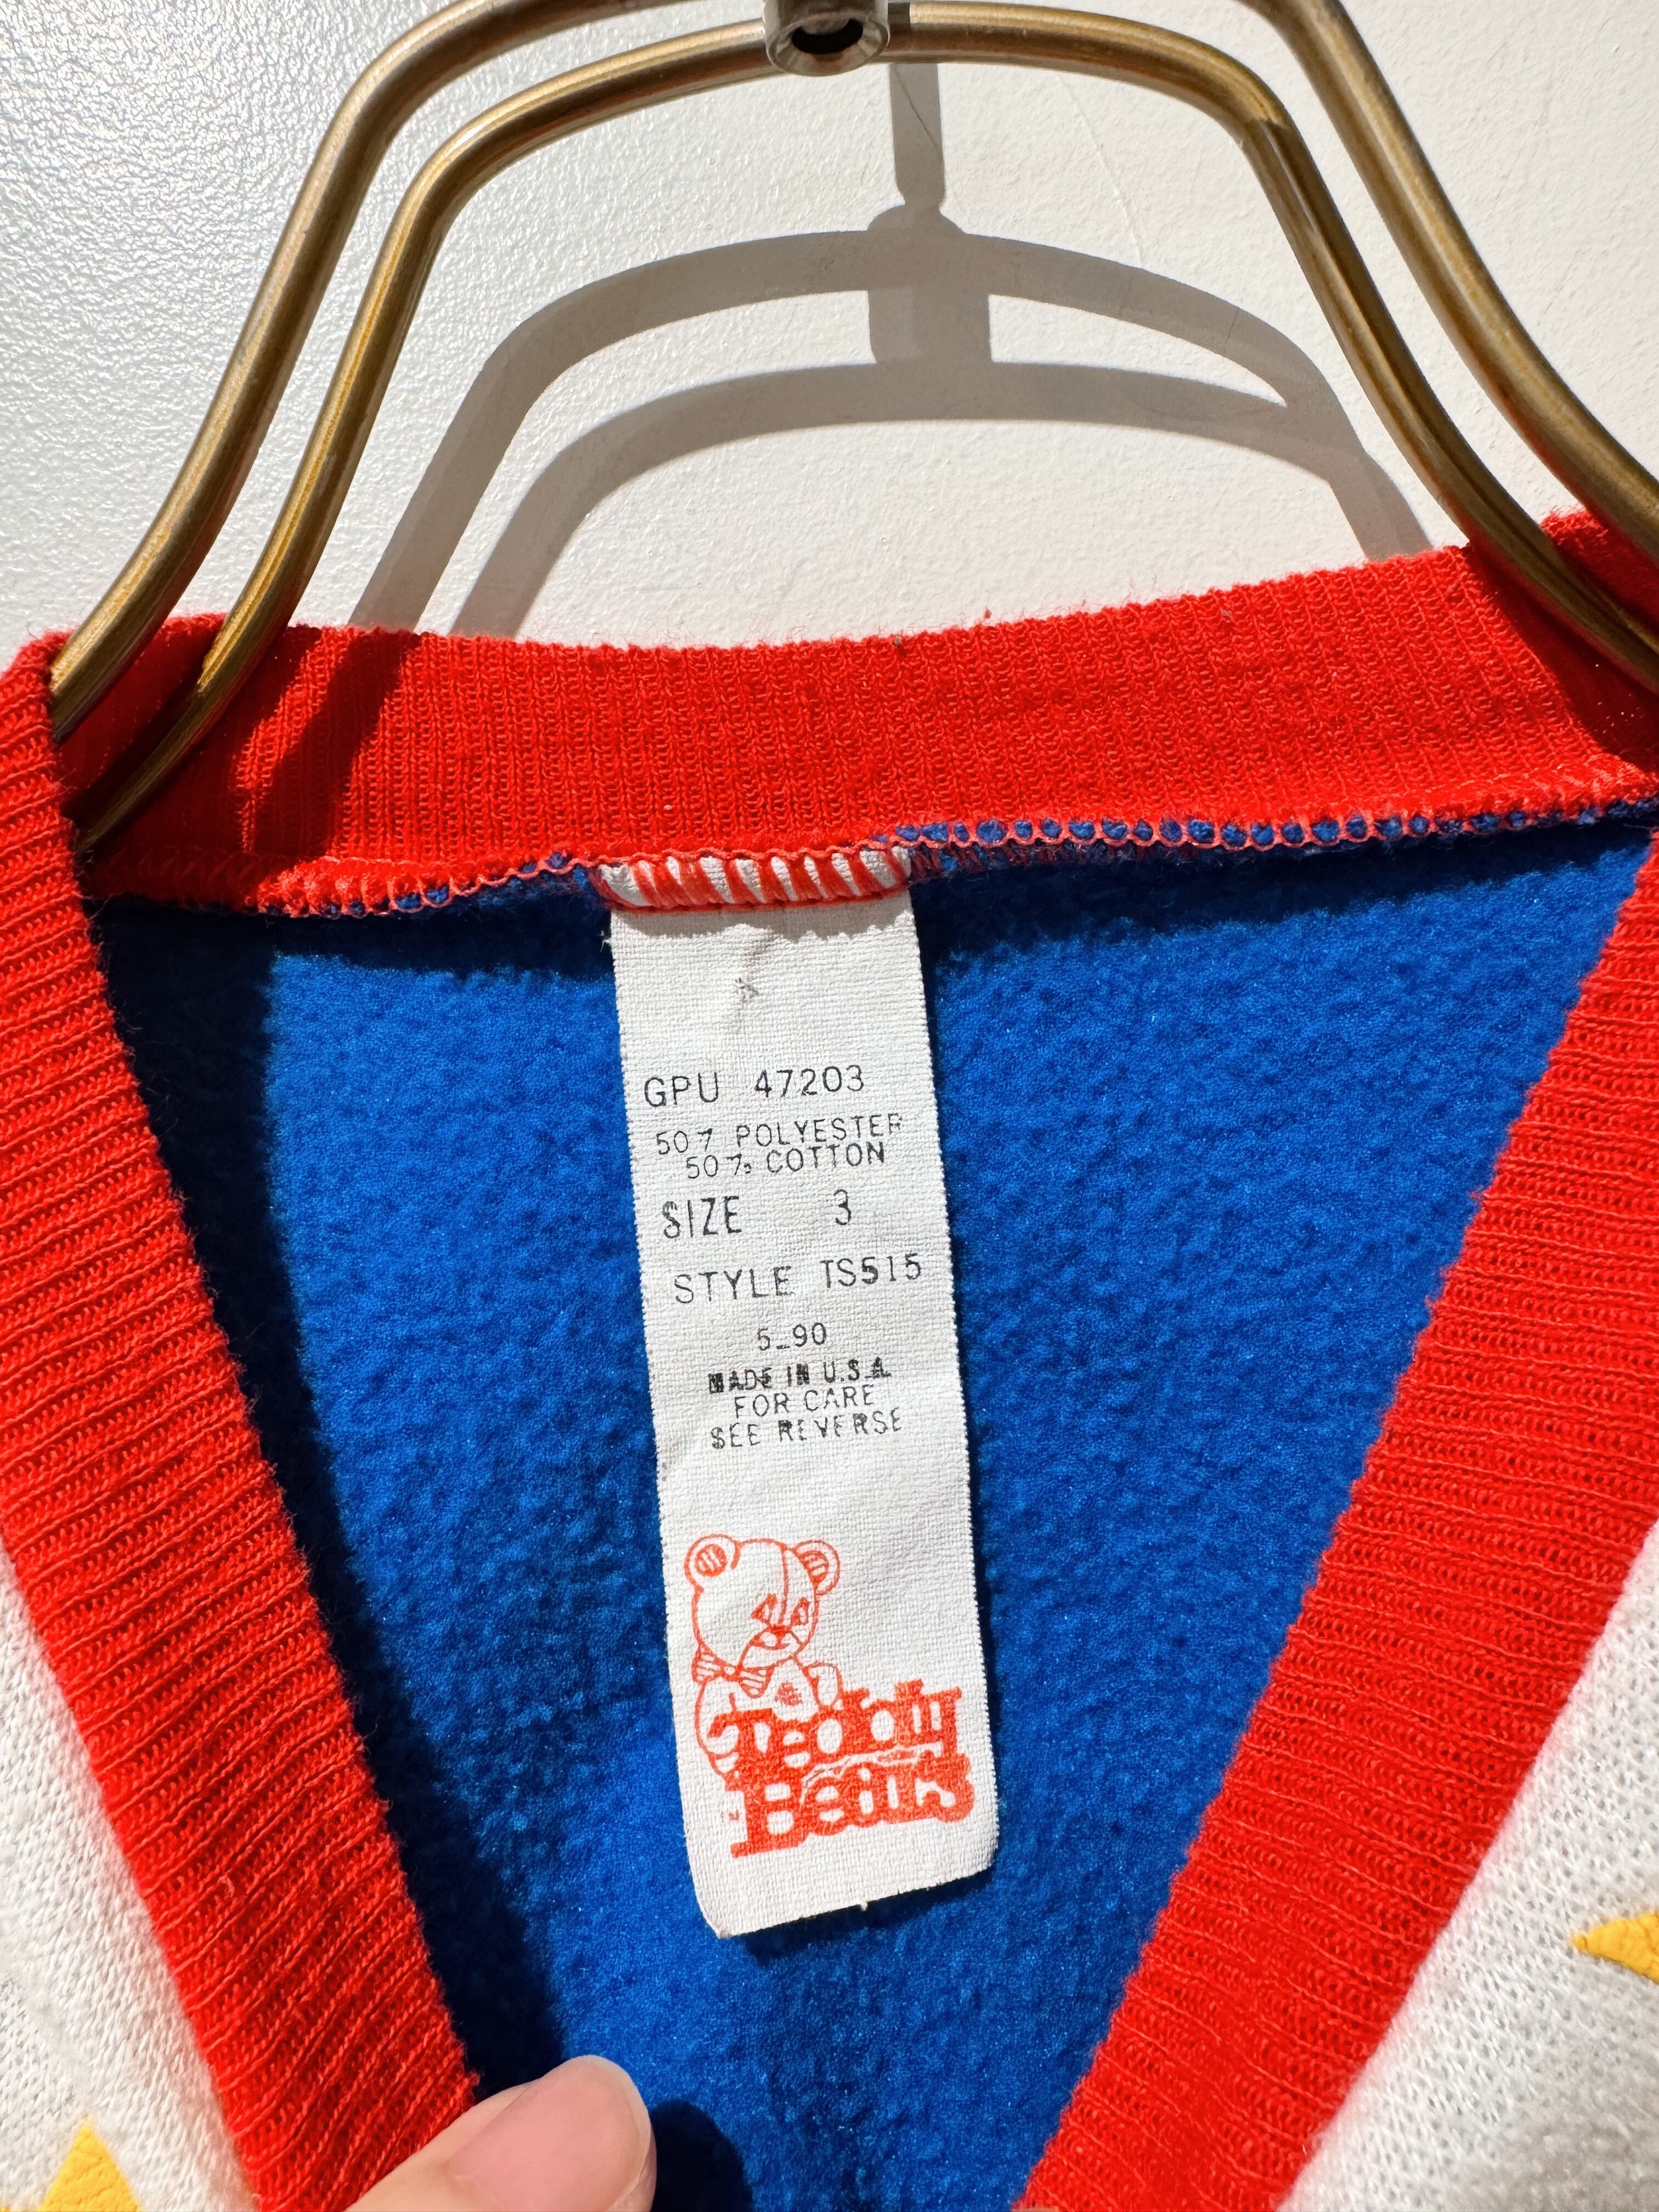 GPU 47203
50% POLYESTER
50% COTTON
SIZE 3
STYLE TS515
5-90
MADE IN U.S.A.
FOR CARE
SEE REVERSE
Teddy
Bears